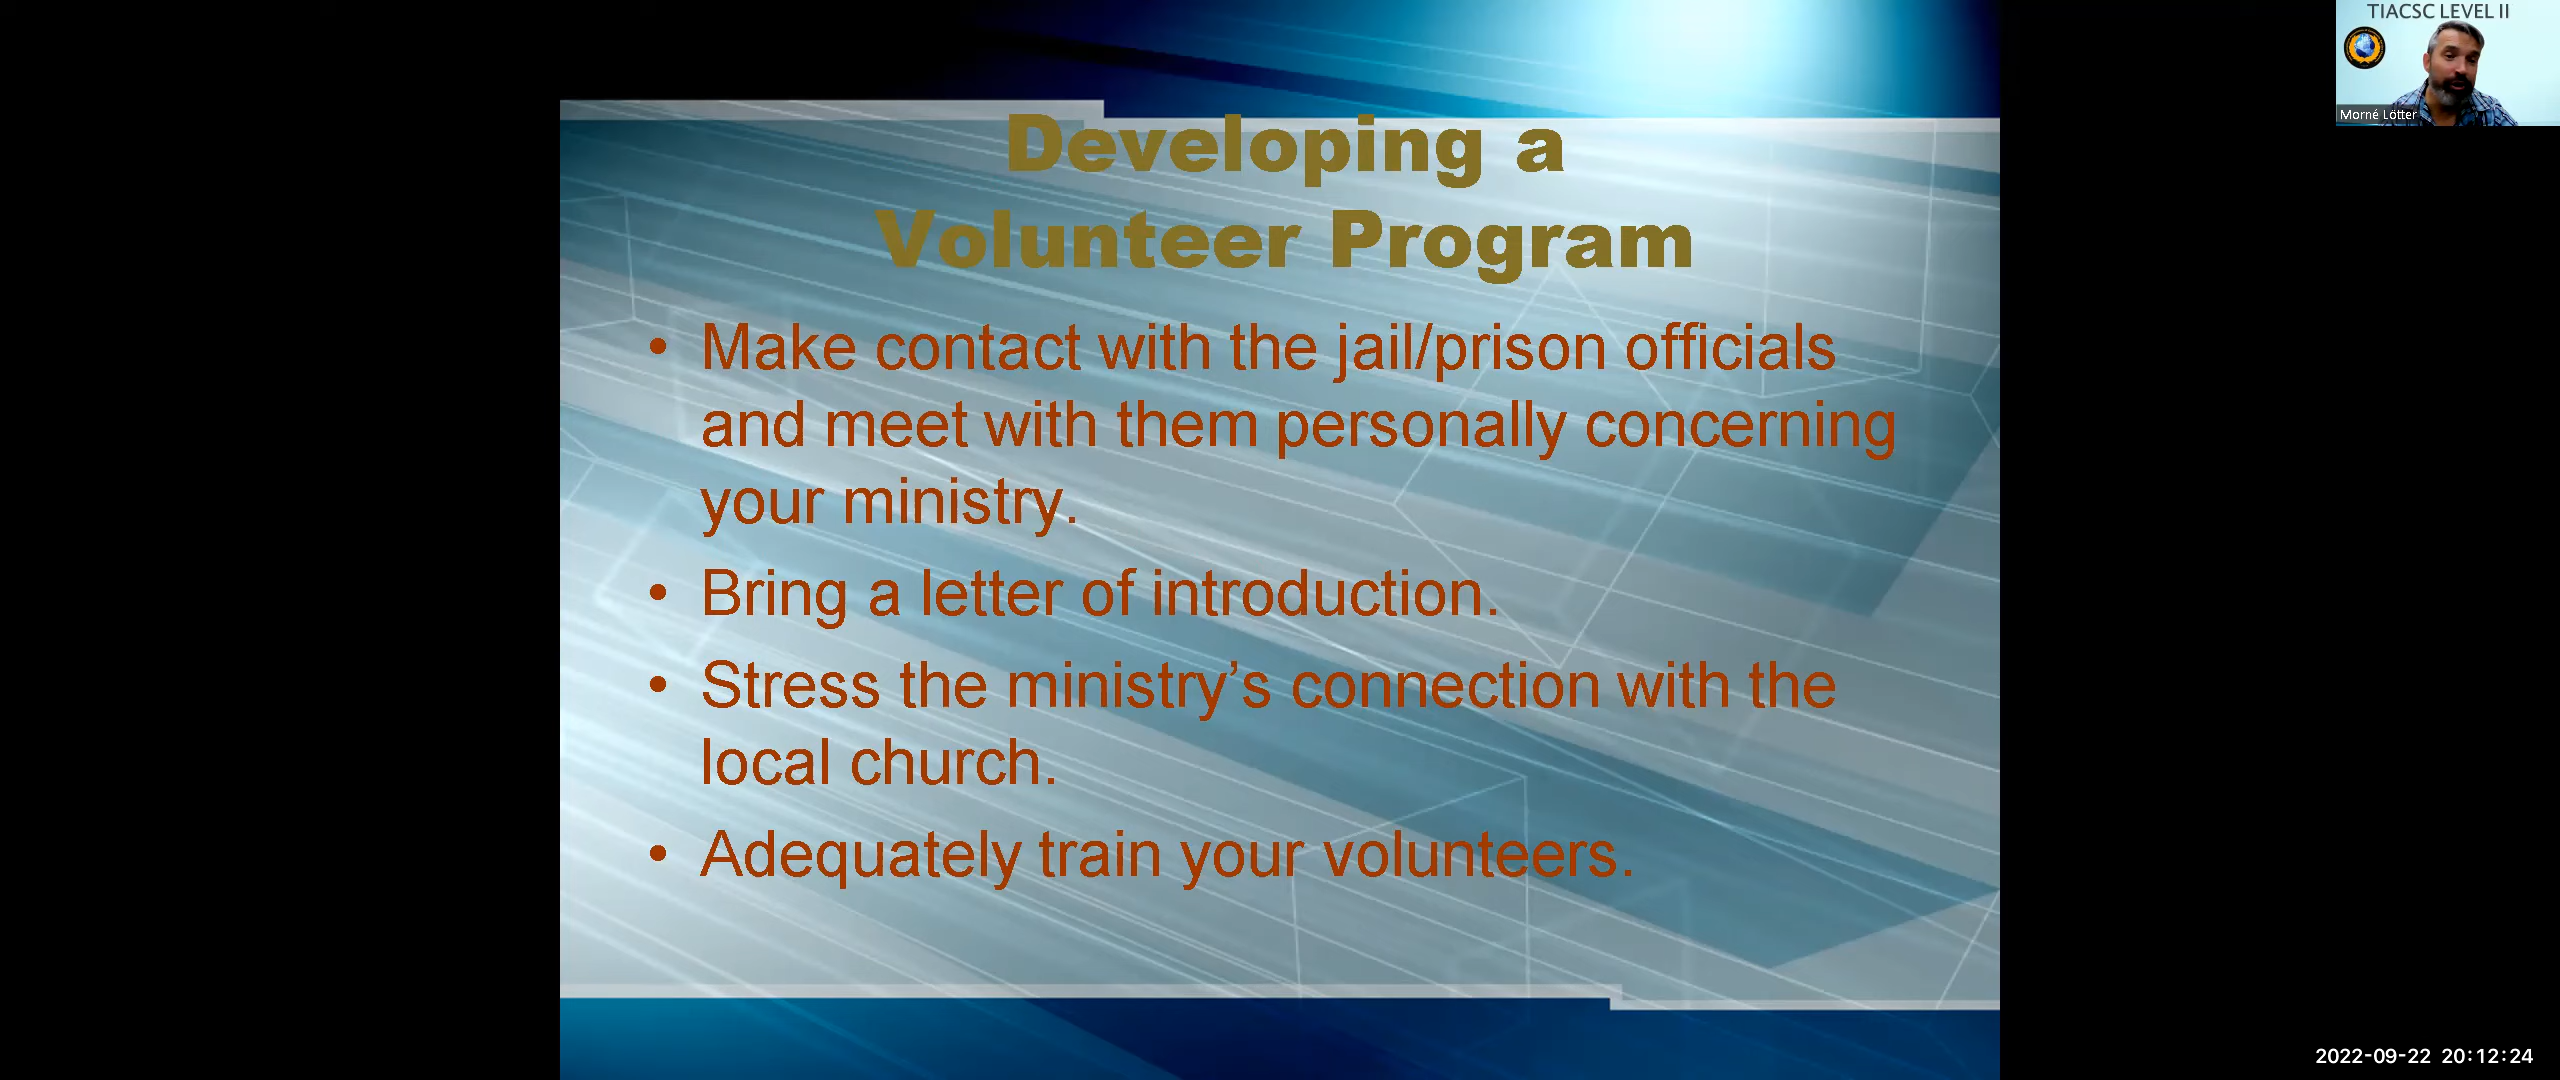 TIACSC LEVEL II
Morné Lötter
Developing a
Volunteer Program
• Make contact with the jail/prison officials
and meet with them personally concerning
your ministry.
• Bring a letter of introduction.
• Stress the ministry’s connection with the
local church.
• Adequately train your volunteers.
2022-09-22 20:12:24